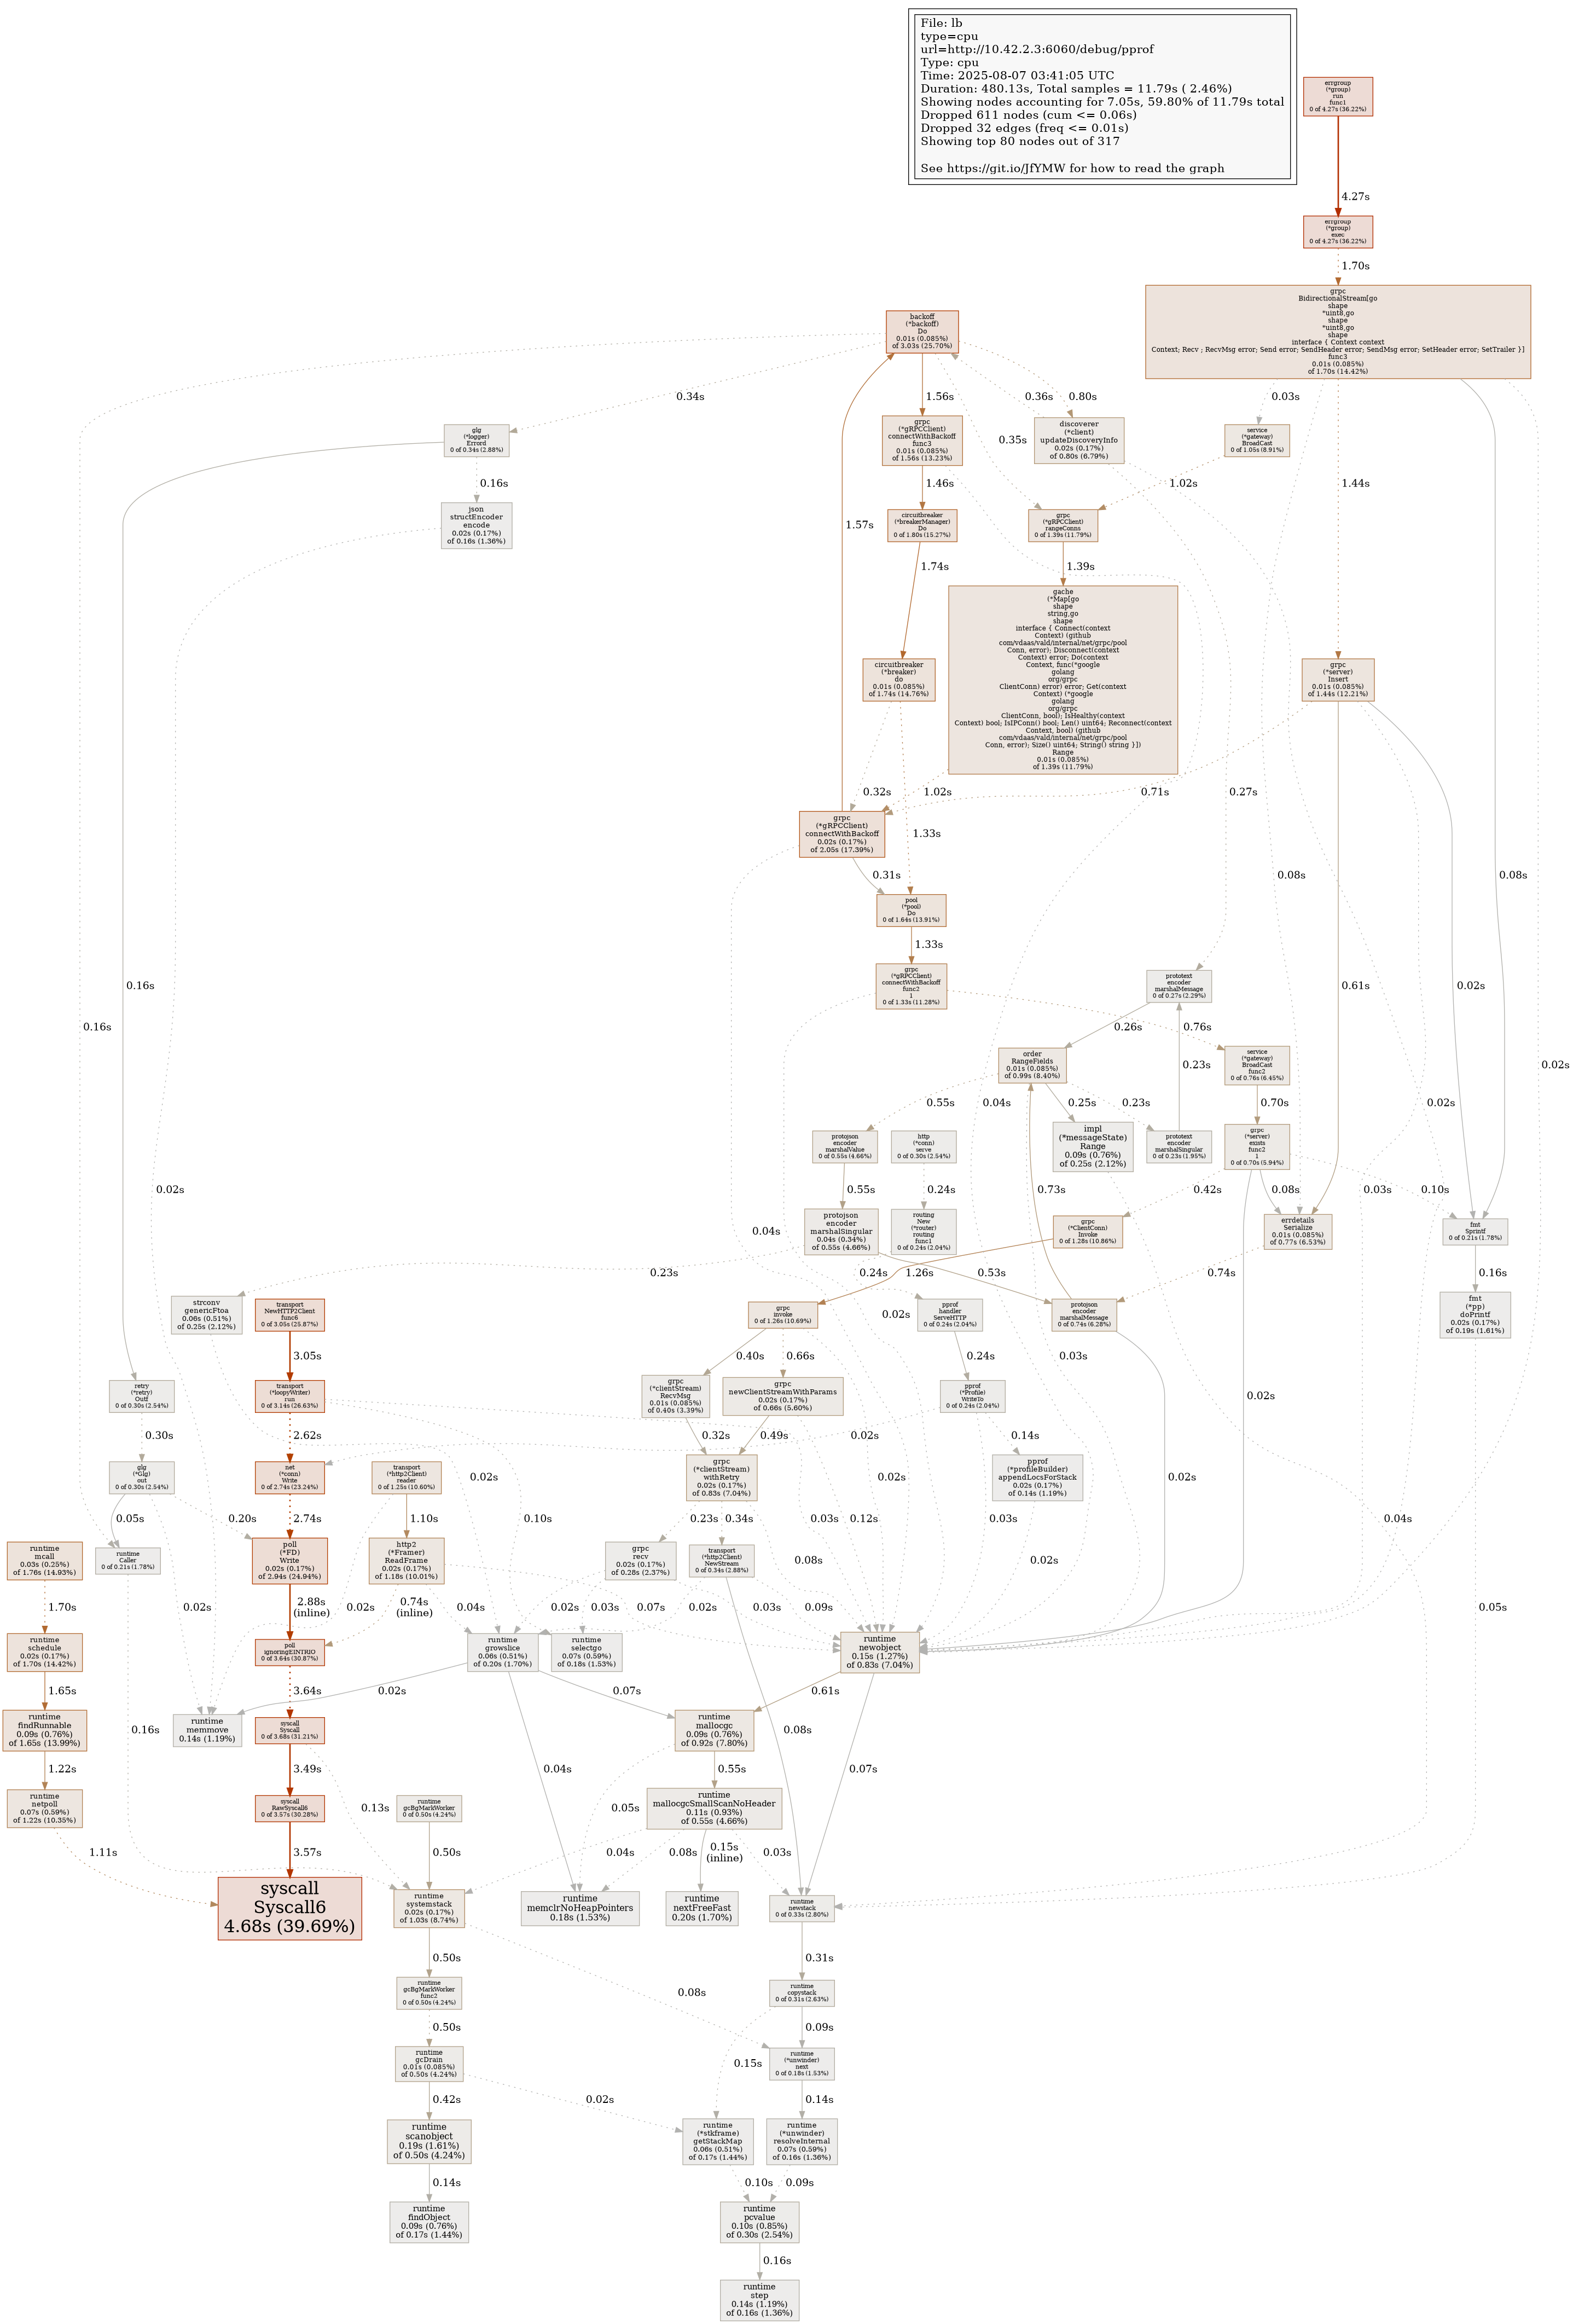 File: lb
type=cpu
url=http://10.42.2.3:6060/debug/pprof
Type: cpu
Time: 2025-08-07 03:41:05 UTC
Duration: 480.13s, Total samples = 11.79s ( 2.46%)
Showing nodes accounting for 7.05s, 59.80% of 11.79s total
Dropped 611 nodes (cum <= 0.06s)
Dropped 32 edges (freq <= 0.01s)
Showing top 80 nodes out of 317
See https://git.io/JfYMW for how to read the graph
errgroup
(*group)
run
func1
0 of 4.27s (36.22%)
4.27s
errgroup
(*group)
exec
0 of 4.27s (36.22%)
1.70s
grpc
BidirectionalStream[go
shape
*uint8,go
shape
*uint8,go
shape
interface { Context context
Context; Recv ; RecvMsg error; Send error; SendHeader error; SendMsg error; SetHeader error; SetTrailer }]
func3
0.01s (0.085%)
of 1.70s (14.42%)
backoff
(*backoff)
Do
0.01s (0.085%)
of 3.03s (25.70%)
0.34s
1.56s
0.36s
0.80s
0.03s
glg
(*logger)
Errord
0 of 0.34s (2.88%)
grpc
(*gRPCClient)
connectWithBackoff
func3
0.01s (0.085%)
of 1.56s (13.23%)
0.35s
discoverer
(*client)
updateDiscoveryInfo
0.02s (0.17%)
of 0.80s (6.79%)
service
(*gateway)
BroadCast
0 of 1.05s (8.91%)
0.16s
1.46s
1.02s
1.44s
json
structEncoder
encode
0.02s (0.17%)
of 0.16s (1.36%)
1.57s
circuitbreaker
(*breakerManager)
Do
0 of 1.80s (15.27%)
grpc
(*gRPCClient)
rangeConns
0 of 1.39s (11.79%)
1.74s
1.39s
gache
(*Map[go
shape
string,go
shape
interface { Connect(context
Context) (github
com/vdaas/vald/internal/net/grpc/pool
Conn, error); Disconnect(context
Context) error; Do(context
Context, func(*google
golang
org/grpc
ClientConn) error) error; Get(context
Context) (*google
golang
org/grpc
ClientConn, bool); IsHealthy(context
Context) bool; IsIPConn() bool; Len() uint64; Reconnect(context
Context, bool) (github
com/vdaas/vald/internal/net/grpc/pool
Conn, error); Size() uint64; String() string }])
Range
0.01s (0.085%)
of 1.39s (11.79%)
circuitbreaker
(*breaker)
do
0.01s (0.085%)
of 1.74s (14.76%)
grpc
(*server)
Insert
0.01s (0.085%)
of 1.44s (12.21%)
0.32s
1.02s
0.71s
0.27s
grpc
(*gRPCClient)
connectWithBackoff
0.02s (0.17%)
of 2.05s (17.39%)
1.33s
0.31s
0.08s
0.08s
pool
(*pool)
Do
0 of 1.64s (13.91%)
1.33s
grpc
(*gRPCClient)
connectWithBackoff
func2
1
0 of 1.33s (11.28%)
prototext
encoder
marshalMessage
0 of 0.27s (2.29%)
0.16s
0.61s
0.02s
0.16s
0.26s
0.76s
order
RangeFields
0.01s (0.085%)
of 0.99s (8.40%)
0.23s
service
(*gateway)
BroadCast
func2
0 of 0.76s (6.45%)
0.02s
0.55s
0.04s
0.25s
0.23s
0.70s
0.02s
protojson
encoder
marshalValue
0 of 0.55s (4.66%)
http
(*conn)
serve
0 of 0.30s (2.54%)
impl
(*messageState)
Range
0.09s (0.76%)
of 0.25s (2.12%)
prototext
encoder
marshalSingular
0 of 0.23s (1.95%)
grpc
(*server)
exists
func2
1
0 of 0.70s (5.94%)
0.02s
0.55s
0.24s
0.73s
0.42s
0.08s
0.03s
0.10s
protojson
encoder
marshalSingular
0.04s (0.34%)
of 0.55s (4.66%)
routing
New
(*router)
routing
func1
0 of 0.24s (2.04%)
grpc
(*ClientConn)
Invoke
0 of 1.28s (10.86%)
errdetails
Serialize
0.01s (0.085%)
of 0.77s (6.53%)
fmt
Sprintf
0 of 0.21s (1.78%)
0.04s
0.23s
0.24s
1.26s
0.53s
0.74s
0.16s
strconv
genericFtoa
0.06s (0.51%)
of 0.25s (2.12%)
transport
NewHTTP2Client
func6
0 of 3.05s (25.87%)
grpc
invoke
0 of 1.26s (10.69%)
0.02s
pprof
handler
ServeHTTP
0 of 0.24s (2.04%)
protojson
encoder
marshalMessage
0 of 0.74s (6.28%)
fmt
(*pp)
doPrintf
0.02s (0.17%)
of 0.19s (1.61%)
3.05s
0.40s
0.66s
0.24s
0.03s
retry
(*retry)
Outf
0 of 0.30s (2.54%)
transport
(*loopyWriter)
run
0 of 3.14s (26.63%)
grpc
(*clientStream)
RecvMsg
0.01s (0.085%)
of 0.40s (3.39%)
grpc
newClientStreamWithParams
0.02s (0.17%)
of 0.66s (5.60%)
pprof
(*Profile)
WriteTo
0 of 0.24s (2.04%)
0.02s
0.30s
2.62s
0.32s
0.49s
0.02s
0.14s
glg
(*Glg)
out
0 of 0.30s (2.54%)
net
(*conn)
Write
0 of 2.74s (23.24%)
transport
(*http2Client)
reader
0 of 1.25s (10.60%)
0.02s
grpc
(*clientStream)
withRetry
0.02s (0.17%)
of 0.83s (7.04%)
0.02s
pprof
(*profileBuilder)
appendLocsForStack
0.02s (0.17%)
of 0.14s (1.19%)
0.02s
0.05s
0.20s
2.74s
1.10s
0.10s
0.23s
0.34s
0.03s
0.12s
0.03s
0.04s
runtime
mcall
0.03s (0.25%)
of 1.76s (14.93%)
runtime
Caller
0 of 0.21s (1.78%)
poll
(*FD)
Write
0.02s (0.17%)
of 2.94s (24.94%)
http2
(*Framer)
ReadFrame
0.02s (0.17%)
of 1.18s (10.01%)
grpc
recv
0.02s (0.17%)
of 0.28s (2.37%)
transport
(*http2Client)
NewStream
0 of 0.34s (2.88%)
0.08s
0.02s
1.70s
0.02s
2.88s
(inline)
0.02s
0.74s
(inline)
0.04s
0.02s
0.03s
0.07s
0.02s
0.03s
0.09s
0.05s
runtime
schedule
0.02s (0.17%)
of 1.70s (14.42%)
poll
ignoringEINTRIO
0 of 3.64s (30.87%)
runtime
growslice
0.06s (0.51%)
of 0.20s (1.70%)
runtime
selectgo
0.07s (0.59%)
of 0.18s (1.53%)
runtime
newobject
0.15s (1.27%)
of 0.83s (7.04%)
1.65s
3.64s
0.02s
0.07s
0.61s
runtime
findRunnable
0.09s (0.76%)
of 1.65s (13.99%)
runtime
memmove
0.14s (1.19%)
syscall
Syscall
0 of 3.68s (31.21%)
runtime
mallocgc
0.09s (0.76%)
of 0.92s (7.80%)
0.16s
0.08s
1.22s
3.49s
0.04s
0.55s
0.07s
runtime
netpoll
0.07s (0.59%)
of 1.22s (10.35%)
syscall
RawSyscall6
0 of 3.57s (30.28%)
0.13s
runtime
gcBgMarkWorker
0 of 0.50s (4.24%)
0.05s
runtime
mallocgcSmallScanNoHeader
0.11s (0.93%)
of 0.55s (4.66%)
1.11s
3.57s
0.50s
0.04s
0.08s
0.15s
(inline)
0.03s
syscall
Syscall6
4.68s (39.69%)
runtime
systemstack
0.02s (0.17%)
of 1.03s (8.74%)
runtime
memclrNoHeapPointers
0.18s (1.53%)
runtime
nextFreeFast
0.20s (1.70%)
runtime
newstack
0 of 0.33s (2.80%)
0.50s
0.31s
runtime
gcBgMarkWorker
func2
0 of 0.50s (4.24%)
0.08s
runtime
copystack
0 of 0.31s (2.63%)
0.50s
0.09s
runtime
gcDrain
0.01s (0.085%)
of 0.50s (4.24%)
0.15s
runtime
(*unwinder)
next
0 of 0.18s (1.53%)
0.42s
0.02s
0.14s
runtime
scanobject
0.19s (1.61%)
of 0.50s (4.24%)
runtime
(*stkframe)
getStackMap
0.06s (0.51%)
of 0.17s (1.44%)
runtime
(*unwinder)
resolveInternal
0.07s (0.59%)
of 0.16s (1.36%)
0.14s
0.10s
0.09s
runtime
findObject
0.09s (0.76%)
of 0.17s (1.44%)
runtime
pcvalue
0.10s (0.85%)
of 0.30s (2.54%)
0.16s
runtime
step
0.14s (1.19%)
of 0.16s (1.36%)